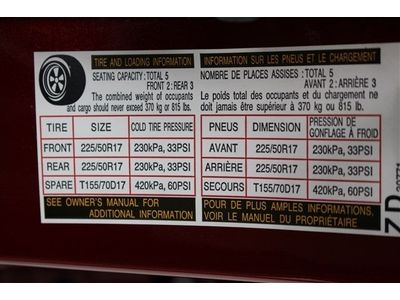 TIRE AND LOADING INFORMATION
SEATING CAPACITY:TOTAL 5
FRONT 2:REAR 3
The combined weight of occupants
and cargo should never exceed 370 kg or 815 lbs.
TIRE SIZE COLD TIRE PRESSURE
FRONT 225/50R17 230kPa, 33PSI
REAR 225/50R17 230kPa, 33PSI
SPARE T155/70D17 420kPa, 60PSI
SEE OWNER'S MANUAL FOR
ADDITIONAL INFORMATION
INFORMATION SUR LES PNEUS ET LE CHARGEMENT
NOMBRE DE PLACES ASSISES : TOTAL 5
AVANT 2: ARRIÈRE 3
Le poids total des occupants et du chargement ne
doit jamais être supérieur à 370 kg ou 815 lb.
PNEUS DIMENSION PRESSION DE
GONFLAGE À FROID
AVANT 225/50R17 230kPa, 33PSI
ARRIÈRE 225/50R17 230kPa, 33PSI
SECOURS T155/70D17 420kPa, 60PSI
POUR DE PLUS AMPLES INFORMATIONS,
VOIR LE MANUEL DU PROPRIÉTAIRE